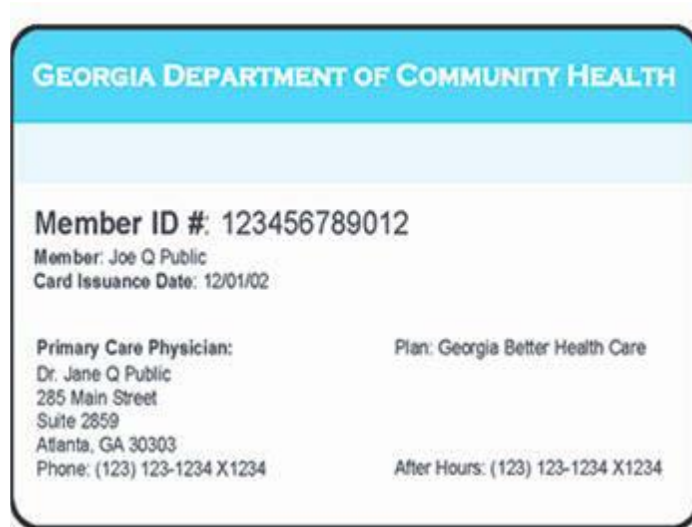 GEORGIA DEPARTMENT OF COMMUNITY HEALTH
Member ID #: 123456789012
Member: Joe Q Public
Card Issuance Date: 12/01/02
Primary Care Physician:
Dr. Jane Q Public
285 Main Street
Suite 2859
Atlanta, GA 30303
Phone: (123) 123-1234 X1234
Plan: Georgia Better Health Care
After Hours: (123) 123-1234 X1234